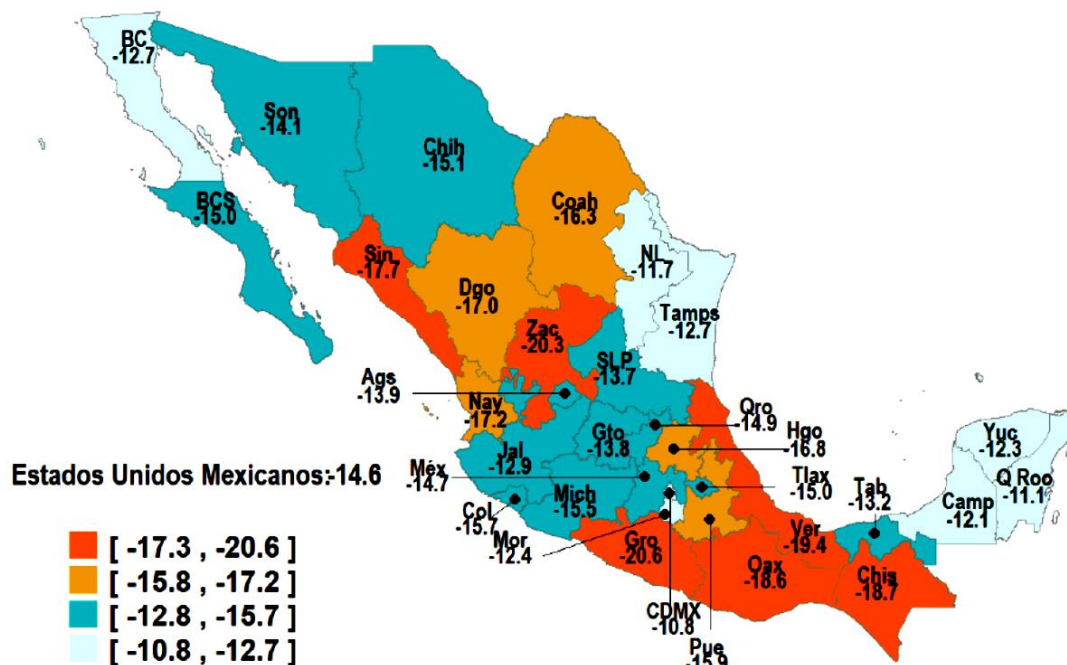 BC
-12.7
Son
-14.1
Chih
-15.1
BCS
-15.0
Coah
-16.3
Sin
-17.7
NL
-11.7
Dgo
-17.0
Tamps
-12.7
Zac
-20.3
SLP
-13.7
Ags
-13.9
Nay
-17.2
Qro
-14.9
Gto
-13.8
Hgo
-16.8
Yuc
-12.3
Jal
-12.9
Estados Unidos Mexicanos:-14.6
Méx
-14.7
Tlax
-15.0
Tab
-13.2
Q Roo
-11.1
Mich
-15.5
Camp
-12.1
Col
-15.7
Mor
-12.4
Gro
-20.6
Ver
-19.4
Oax
-18.6
Chis
-18.7
CDMX
-10.8
Pue
-15.9
[ -17.3 , -20.6 ]
[ -15.8 , -17.2 ]
[ -12.8 , -15.7 ]
[ -10.8 , -12.7 ]